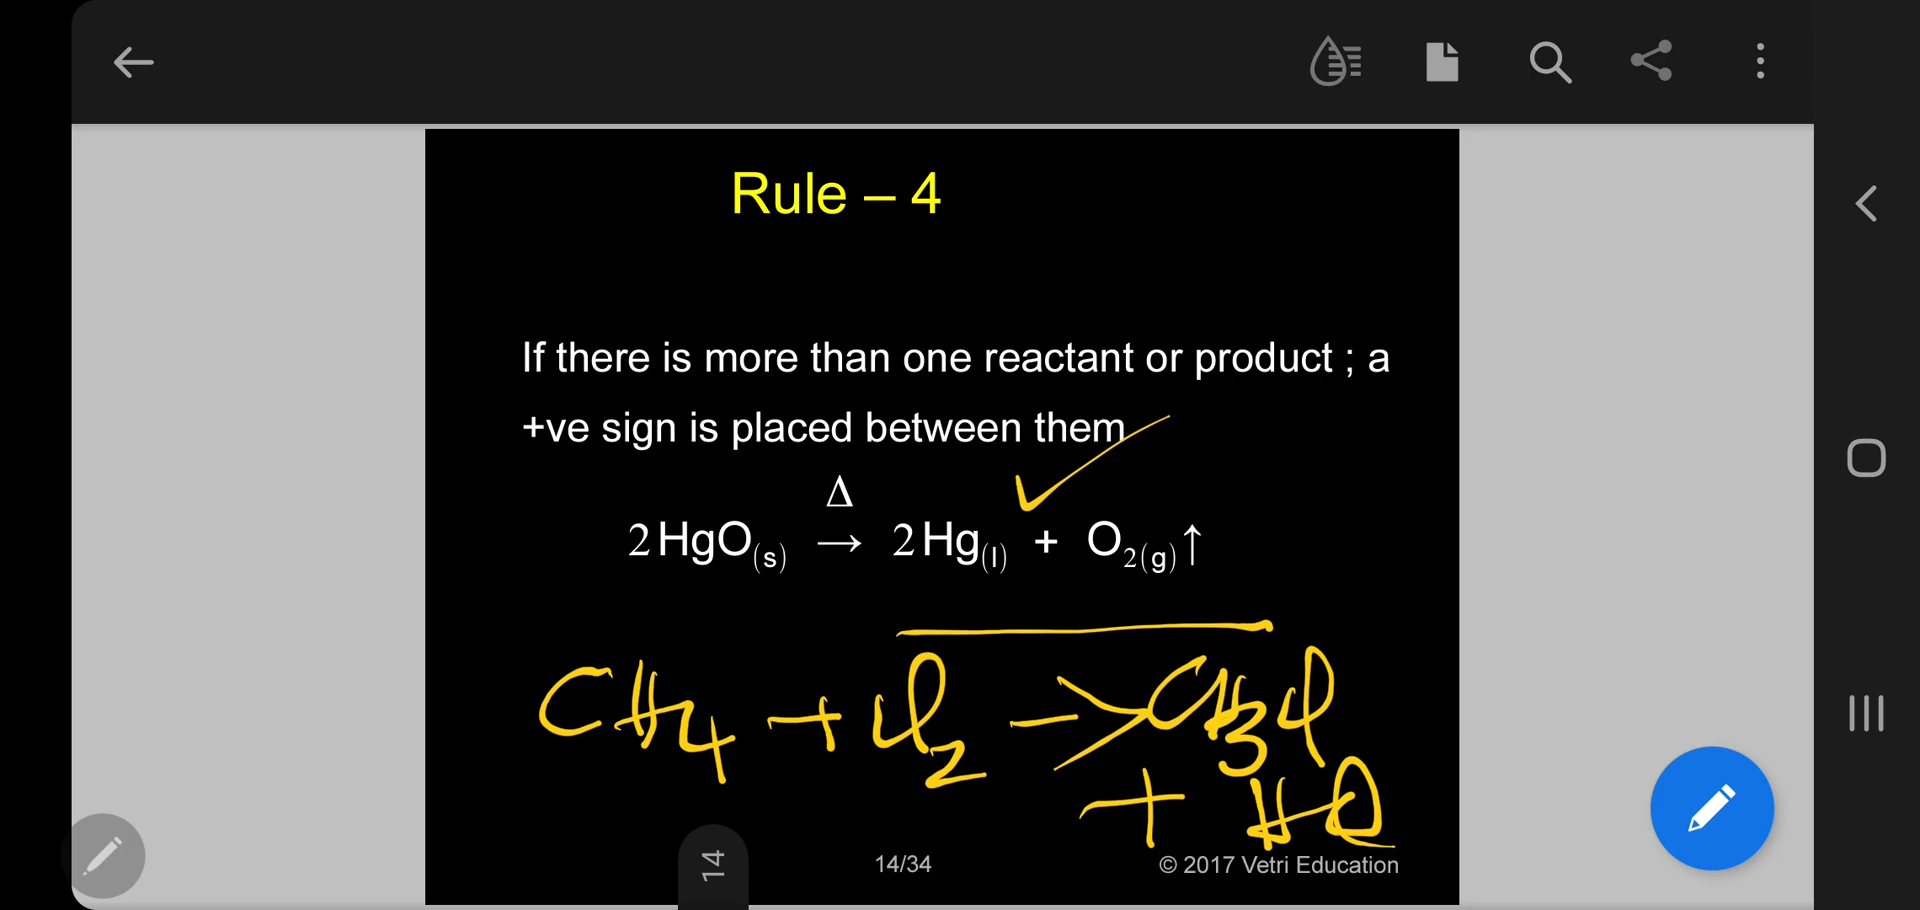 Rule – 4
If there is more than one reactant or product ; a
+ve sign is placed between them
Δ
2HgO(s) → 2Hg(l) + O2(g)↑
CH4 + Cl2 → CH3Cl
+ HCl
14
14/34
© 2017 Vetri Education